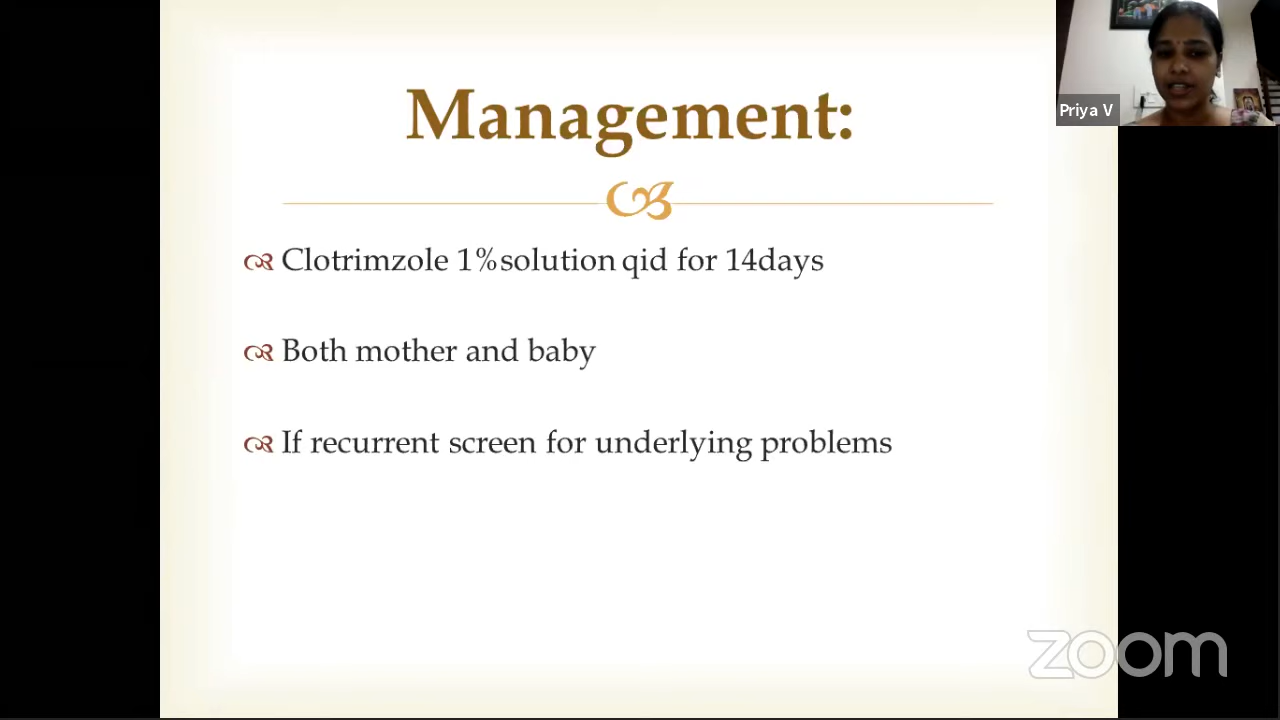 Management:
Clotrimzole 1%solution qid for 14days
Both mother and baby
If recurrent screen for underlying problems
Priya V
zoom